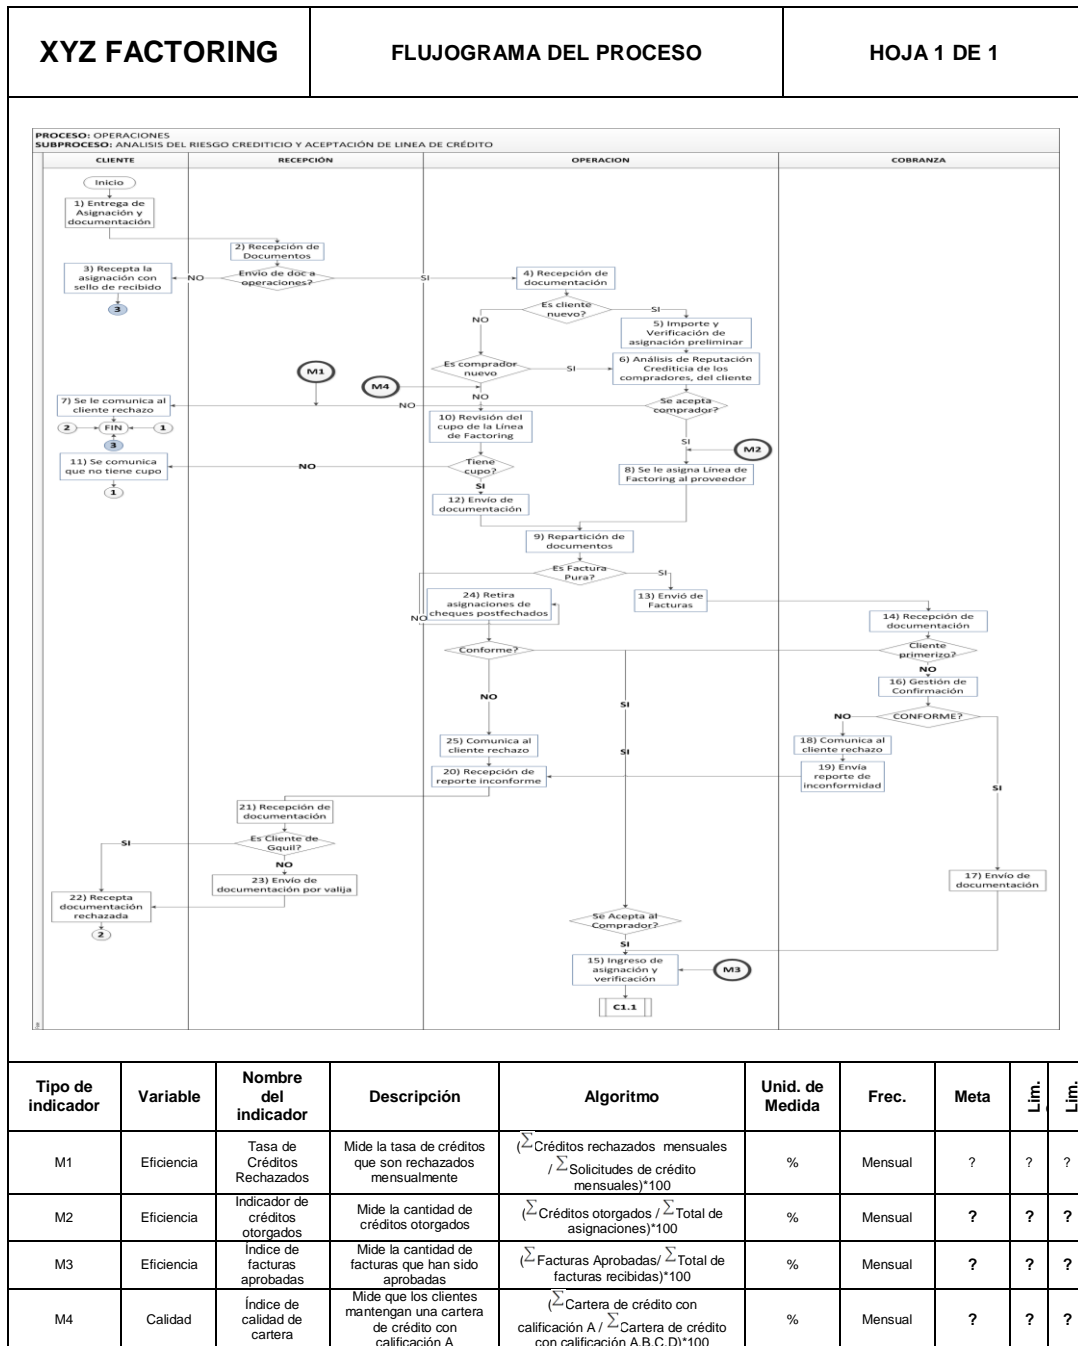 XYZ FACTORING
FLUJOGRAMA DEL PROCESO
HOJA 1 DE 1
PROCESO: OPERACIONES
SUBPROCESO: ANALISIS DEL RIESGO CREDITICIO Y ACEPTACIÓN DE LINEA DE CRÉDITO
CLIENTE
RECEPCIÓN
OPERACION
COBRANZA
Inicio
1) Entrega de
Asignación y
documentación
2) Recepción de
Documentos
3) Recepta la
asignación con
sello de recibido
NO
Envio de doc a
operaciones?
SI
4) Recepción de
documentación
3
Es cliente
nuevo?
SI
NO
5) Importe y
Verificación de
asignación preliminar
Es comprador
nuevo
SI
6) Análisis de Reputación
Crediticia de los
compradores, del cliente
M1
M4
NO
7) Se le comunica al
cliente rechazo
NO
Se acepta
comprador?
2
FIN
1
3
10) Revisión del
cupo de la Línea
de Factoring
SI
M2
11) Se comunica
que no tiene cupo
NO
Tiene
cupo?
8) Se le asigna Línea de
Factoring al proveedor
1
SI
12) Envío de
documentación
9) Repartición de
documentos
Es Factura
Pura?
SI
24) Retira
asignaciones de
cheques postfechados
NO
13) Envió de
Facturas
14) Recepción de
documentación
Conforme?
Cliente
primerizo?
NO
16) Gestión de
Confirmación
NO
SI
NO
CONFORME?
25) Comunica al
cliente rechazo
SI
18) Comunica al
cliente rechazo
20) Recepción de
reporte inconforme
19) Envía
reporte de
inconformidad
SI
21) Recepción de
documentación
SI
Es Cliente de
Gquil?
NO
23) Envío de
documentación por valija
17) Envío de
documentación
22) Recepta
documentación
rechazada
2
Se Acepta al
Comprador?
SI
15) Ingreso de
asignación y
verificación
M3
C1.1
Tipo de
indicador
Variable
Nombre
del
indicador
Descripción
Algoritmo
Unid. de
Medida
Frec.
Meta
Lim.
Lim.
M1
Eficiencia
Tasa de
Créditos
Rechazados
Mide la tasa de créditos
que son rechazados
mensualmente
(∑Créditos rechazados mensuales
/ ∑Solicitudes de crédito
mensuales)*100
%
Mensual
?
?
?
M2
Eficiencia
Indicador de
créditos
otorgados
Mide la cantidad de
créditos otorgados
(∑Créditos otorgados / ∑Total de
asignaciones)*100
%
Mensual
?
?
?
M3
Eficiencia
Índice de
facturas
aprobadas
Mide la cantidad de
facturas que han sido
aprobadas
(∑Facturas Aprobadas/ ∑Total de
facturas recibidas)*100
%
Mensual
?
?
?
M4
Calidad
Índice de
calidad de
cartera
Mide que los clientes
mantengan una cartera
de crédito con
calificación A
(∑Cartera de crédito con
calificación A / ∑Cartera de crédito
con calificación A,B,C,D)*100
%
Mensual
?
?
?